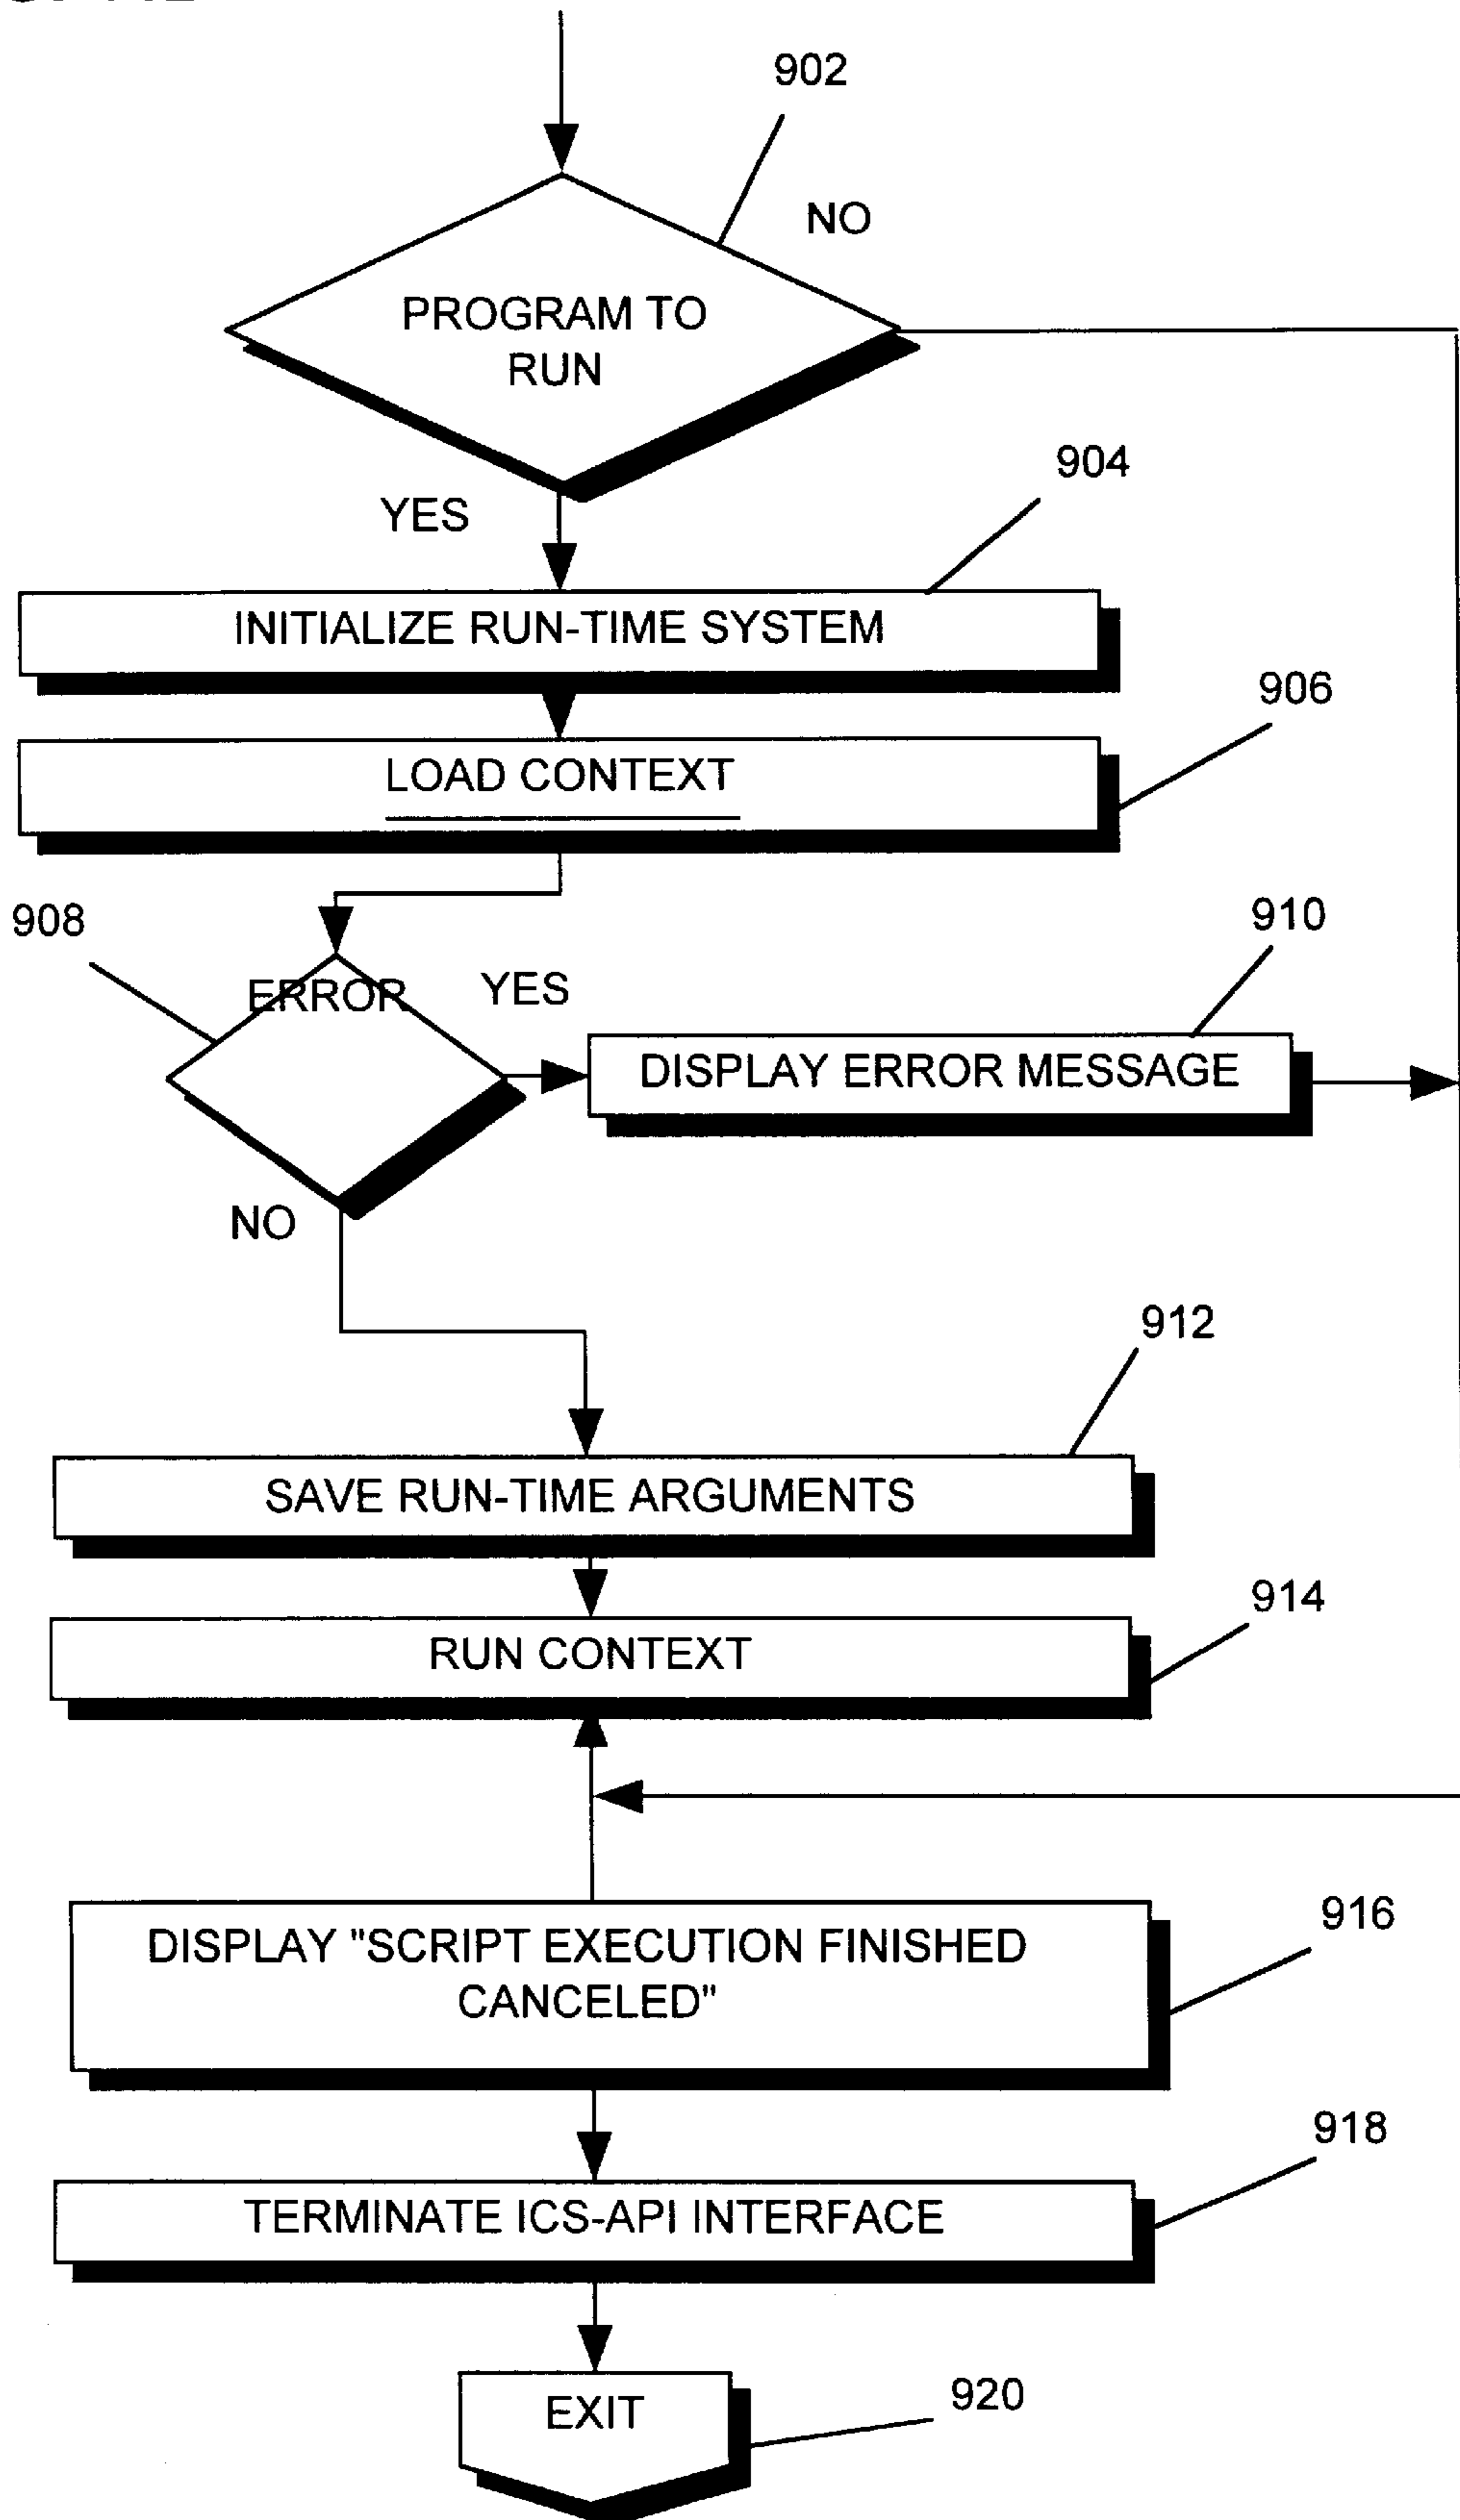 902
NO
PROGRAM TO
RUN
904
YES
INITIALIZE RUN-TIME SYSTEM
906
LOAD CONTEXT
908
910
ERROR
YES
DISPLAY ERROR MESSAGE
NO
912
SAVE RUN-TIME ARGUMENTS
914
RUN CONTEXT
916
DISPLAY "SCRIPT EXECUTION FINISHED
CANCELED"
918
TERMINATE ICS-API INTERFACE
920
EXIT